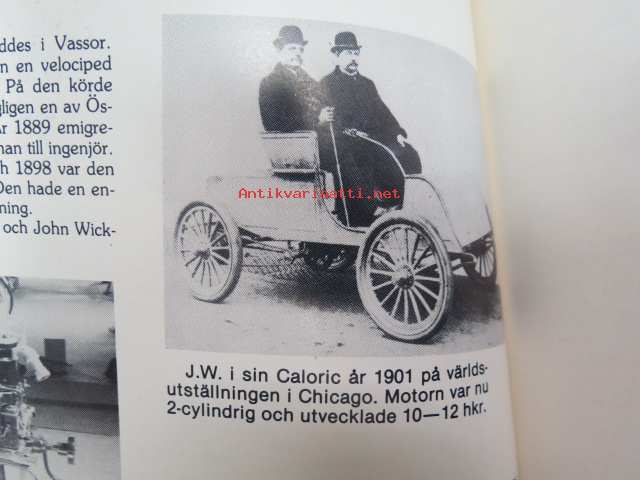 ddes i Vassor.
n en velociped
På den körde
gligen en av Ös-
r 1889 emigre-
nan till ingenjör.
h 1898 var den
Den hade en en-
ning.
och John Wick-
Antikvariaatti.net
J.W. i sin Caloric år 1901 på världs-
utställningen i Chicago. Motorn var nu
2-cylindrig och utvecklade 10—12 hkr.